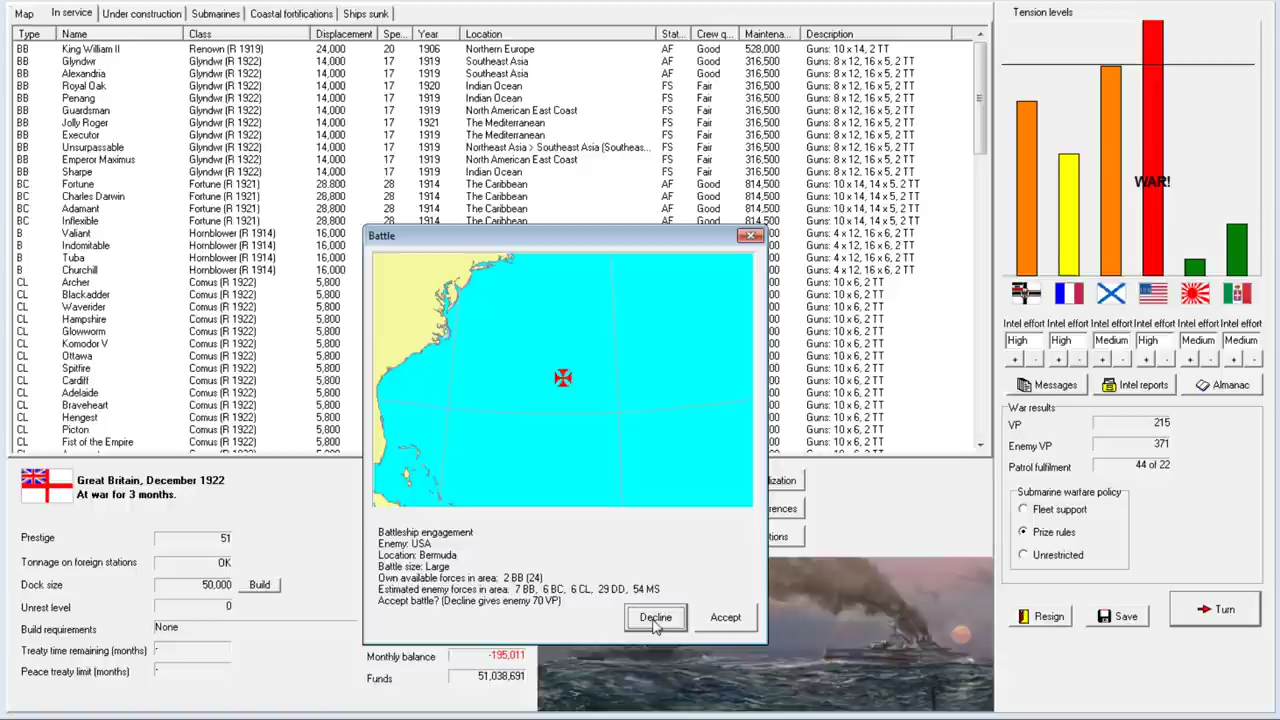 Map In service Under construction Submarines Coastal fortifications Ships sunk
Type Name Class Displacement Spe... Year Location Stat... Crew q... Maintena... Description
BB King William II Renown (R 1919) 24,000 20 1906 Northern Europe AF Good 528,000 Guns: 10 x 14, 2 TT
BB Glyndwr Glyndwr (R 1922) 14,000 17 1919 Southeast Asia AF Good 316,500 Guns: 8 x 12, 16 x 5, 2 TT
BB Alexandria Glyndwr (R 1922) 14,000 17 1919 Southeast Asia AF Good 316,500 Guns: 8 x 12, 16 x 5, 2 TT
BB Royal Oak Glyndwr (R 1922) 14,000 17 1920 Indian Ocean FS Fair 316,500 Guns: 8 x 12, 16 x 5, 2 TT
BB Penang Glyndwr (R 1922) 14,000 17 1919 Indian Ocean FS Fair 316,500 Guns: 8 x 12, 16 x 5, 2 TT
BB Guardsman Glyndwr (R 1922) 14,000 17 1919 North American East Coast FS Fair 316,500 Guns: 8 x 12, 16 x 5, 2 TT
BB Jolly Roger Glyndwr (R 1922) 14,000 17 1921 The Mediterranean FS Fair 316,500 Guns: 8 x 12, 16 x 5, 2 TT
BB Executor Glyndwr (R 1922) 14,000 17 1919 The Mediterranean FS Fair 316,500 Guns: 8 x 12, 16 x 5, 2 TT
BB Unsurpassable Glyndwr (R 1922) 14,000 17 1919 Northeast Asia > Southeast Asia (Southeas... FS Fair 316,500 Guns: 8 x 12, 16 x 5, 2 TT
BB Emperor Maximus Glyndwr (R 1922) 14,000 17 1919 North American East Coast FS Fair 316,500 Guns: 8 x 12, 16 x 5, 2 TT
BB Sharpe Glyndwr (R 1922) 14,000 17 1919 Indian Ocean FS Fair 316,500 Guns: 8 x 12, 16 x 5, 2 TT
BC Fortune Fortune (R 1921) 28,800 28 1914 The Caribbean AF Good 814,500 Guns: 10 x 14, 14 x 5, 2 TT
BC Charles Darwin Fortune (R 1921) 28,800 28 1914 The Caribbean AF Good 814,500 Guns: 10 x 14, 14 x 5, 2 TT
BC Adamant Fortune (R 1921) 28,800 28 1914 The Caribbean AF Good 814,500 Guns: 10 x 14, 14 x 5, 2 TT
BC Inflexible Fortune (R 1921) 28,800 28 1914 The Caribbean AF Good 814,500 Guns: 10 x 14, 14 x 5, 2 TT
B Valiant Hornblower (R 1914) 16,000 Guns: 4 x 12, 16 x 6, 2 TT
B Indomitable Hornblower (R 1914) 16,000 Guns: 4 x 12, 16 x 6, 2 TT
B Tuba Hornblower (R 1914) 16,000 Guns: 4 x 12, 16 x 6, 2 TT
B Churchill Hornblower (R 1914) 16,000 Guns: 4 x 12, 16 x 6, 2 TT
CL Archer Comus (R 1922) 5,800 Guns: 10 x 6, 2 TT
CL Blackadder Comus (R 1922) 5,800 Guns: 10 x 6, 2 TT
CL Waverider Comus (R 1922) 5,800 Guns: 10 x 6, 2 TT
CL Hampshire Comus (R 1922) 5,800 Guns: 10 x 6, 2 TT
CL Glowworm Comus (R 1922) 5,800 Guns: 10 x 6, 2 TT
CL Komodor V Comus (R 1922) 5,800 Guns: 10 x 6, 2 TT
CL Ottawa Comus (R 1922) 5,800 Guns: 10 x 6, 2 TT
CL Spitfire Comus (R 1922) 5,800 Guns: 10 x 6, 2 TT
CL Cardiff Comus (R 1922) 5,800 Guns: 10 x 6, 2 TT
CL Adelaide Comus (R 1922) 5,800 Guns: 10 x 6, 2 TT
CL Braveheart Comus (R 1922) 5,800 Guns: 10 x 6, 2 TT
CL Hengest Comus (R 1922) 5,800 Guns: 10 x 6, 2 TT
CL Picton Comus (R 1922) 5,800 Guns: 10 x 6, 2 TT
CL Fist of the Empire Comus (R 1922) 5,800 Guns: 10 x 6, 2 TT
Battle
Battleship engagement
Enemy: USA
Location: Bermuda
Battle size: Large
Own available forces in area: 2 BB (24)
Estimated enemy forces in area: 7 BB, 6 BC, 6 CL, 29 DD, 54 MS
Accept battle? (Decline gives enemy 70 VP)
Decline Accept
Great Britain, December 1922
At war for 3 months.
Prestige 51
Tonnage on foreign stations OK
Dock size 50,000 Build
Unrest level 0
Build requirements None
Treaty time remaining (months) -
Peace treaty limit (months) -
Monthly balance -195,011
Funds 51,038,691
lization
rences
tions
Tension levels
WAR!
Intel effort Intel effort Intel effort Intel effort Intel effort Intel effort
High High Medium High Medium Medium
+ - + - + - + - + - + -
Messages Intel reports Almanac
War results
VP 215
Enemy VP 371
Patrol fulfilment 44 of 22
Submarine warfare policy
Fleet support
Prize rules
Unrestricted
Resign Save Turn